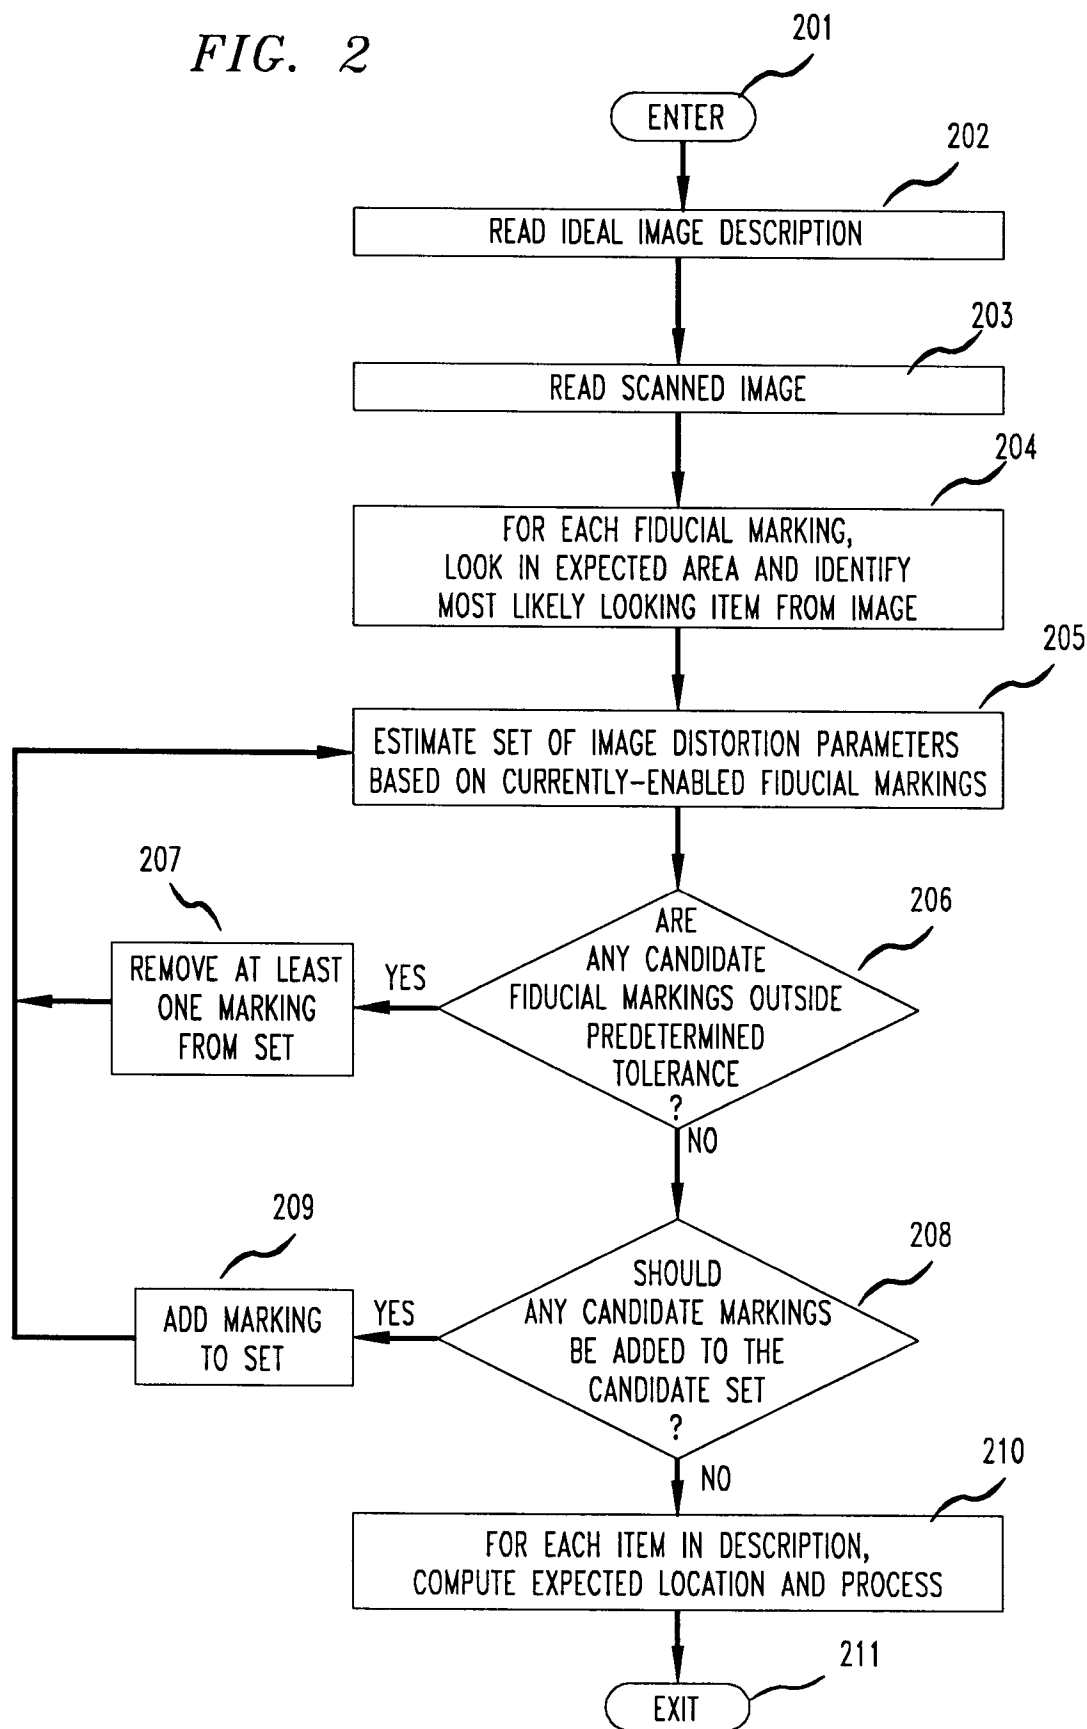 FIG. 2
201
ENTER
202
READ IDEAL IMAGE DESCRIPTION
203
READ SCANNED IMAGE
204
FOR EACH FIDUCIAL MARKING,
LOOK IN EXPECTED AREA AND IDENTIFY
MOST LIKELY LOOKING ITEM FROM IMAGE
205
ESTIMATE SET OF IMAGE DISTORTION PARAMETERS
BASED ON CURRENTLY-ENABLED FIDUCIAL MARKINGS
206
ARE
ANY CANDIDATE
FIDUCIAL MARKINGS OUTSIDE
PREDETERMINED
TOLERANCE
?
YES
207
REMOVE AT LEAST
ONE MARKING
FROM SET
NO
208
SHOULD
ANY CANDIDATE MARKINGS
BE ADDED TO THE
CANDIDATE SET
?
YES
209
ADD MARKING
TO SET
NO
210
FOR EACH ITEM IN DESCRIPTION,
COMPUTE EXPECTED LOCATION AND PROCESS
211
EXIT